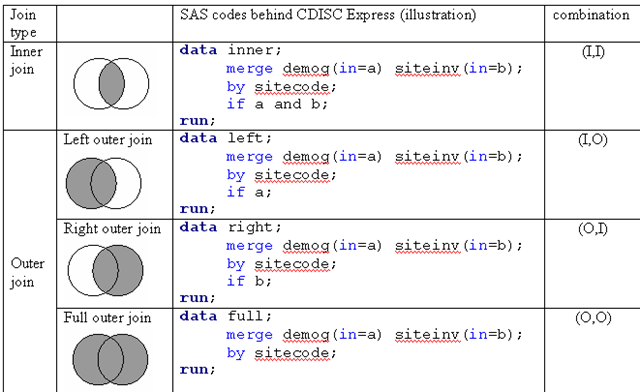 Join type
SAS codes behind CDISC Express (illustration)
combination
Inner join
data inner;
merge demog(in=a) siteinv(in=b);
by sitecode;
if a and b;
run;
(I,I)
Outer join
Left outer join
data left;
merge demog(in=a) siteinv(in=b);
by sitecode;
if a;
run;
(I,O)
Right outer join
data right;
merge demog(in=a) siteinv(in=b);
by sitecode;
if b;
run;
(O,I)
Full outer join
data full;
merge demog(in=a) siteinv(in=b);
by sitecode;
run;
(O,O)